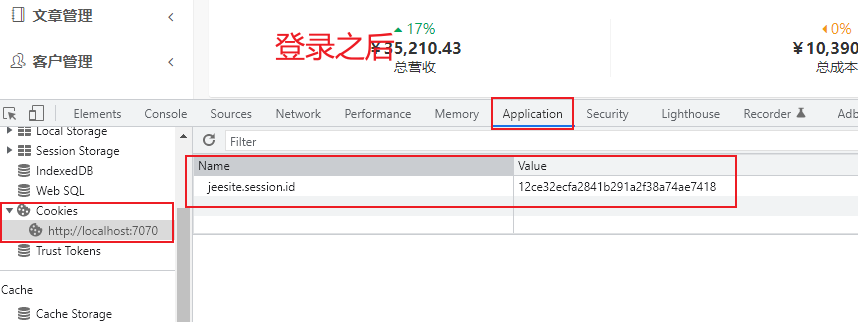 文章管理
客户管理
17%
¥35,210.43
总营收
登录之后
0%
¥10,390
总成本
Elements Console Sources Network Performance Memory Application Security Lighthouse Recorder Adb
Local Storage
Session Storage
IndexedDB
Web SQL
Cookies
http://localhost:7070
Trust Tokens
Cache
Cache Storage
Filter
Name Value
jeesite.session.id 12ce32ecfa2841b291a2f38a74ae7418